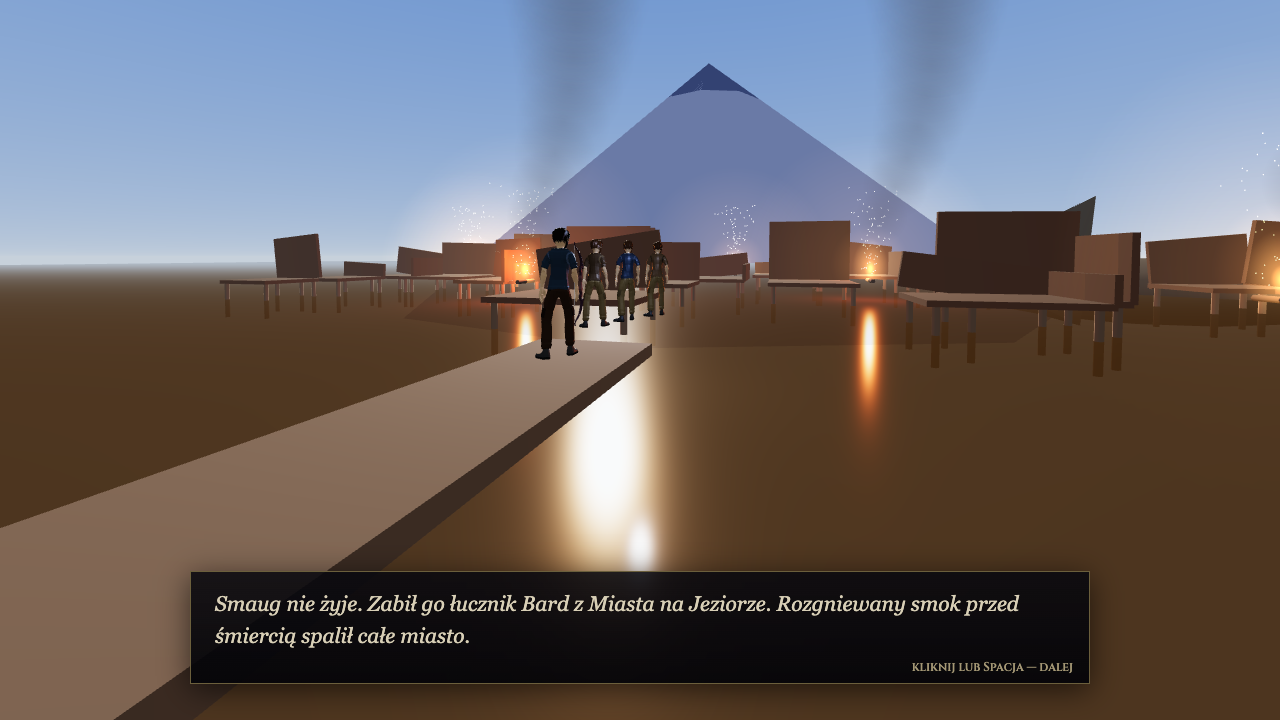 Smaug nie żyje. Zabił go łucznik Bard z Miasta na Jeziorze. Rozgniewany smok przed
śmiercią spalił całe miasto.
KLIKNIJ LUB SPACJA — DALEJ